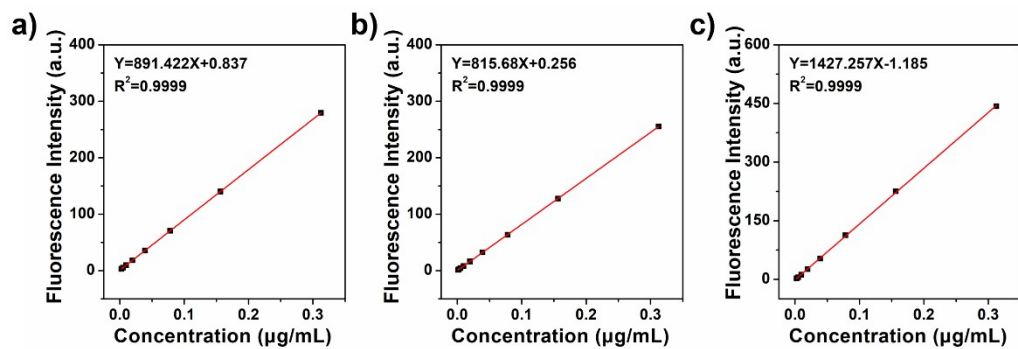 a)
Y=891.422X+0.837
R²=0.9999
Fluorescence Intensity (a.u.)
400
300
200
100
0
0.0 0.1 0.2 0.3
Concentration (µg/mL)
b)
Y=815.68X+0.256
R²=0.9999
Fluorescence Intensity (a.u.)
400
300
200
100
0
0.0 0.1 0.2 0.3
Concentration (µg/mL)
c)
Y=1427.257X-1.185
R²=0.9999
Fluorescence Intensity (a.u.)
600
450
300
150
0
0.0 0.1 0.2 0.3
Concentration (µg/mL)